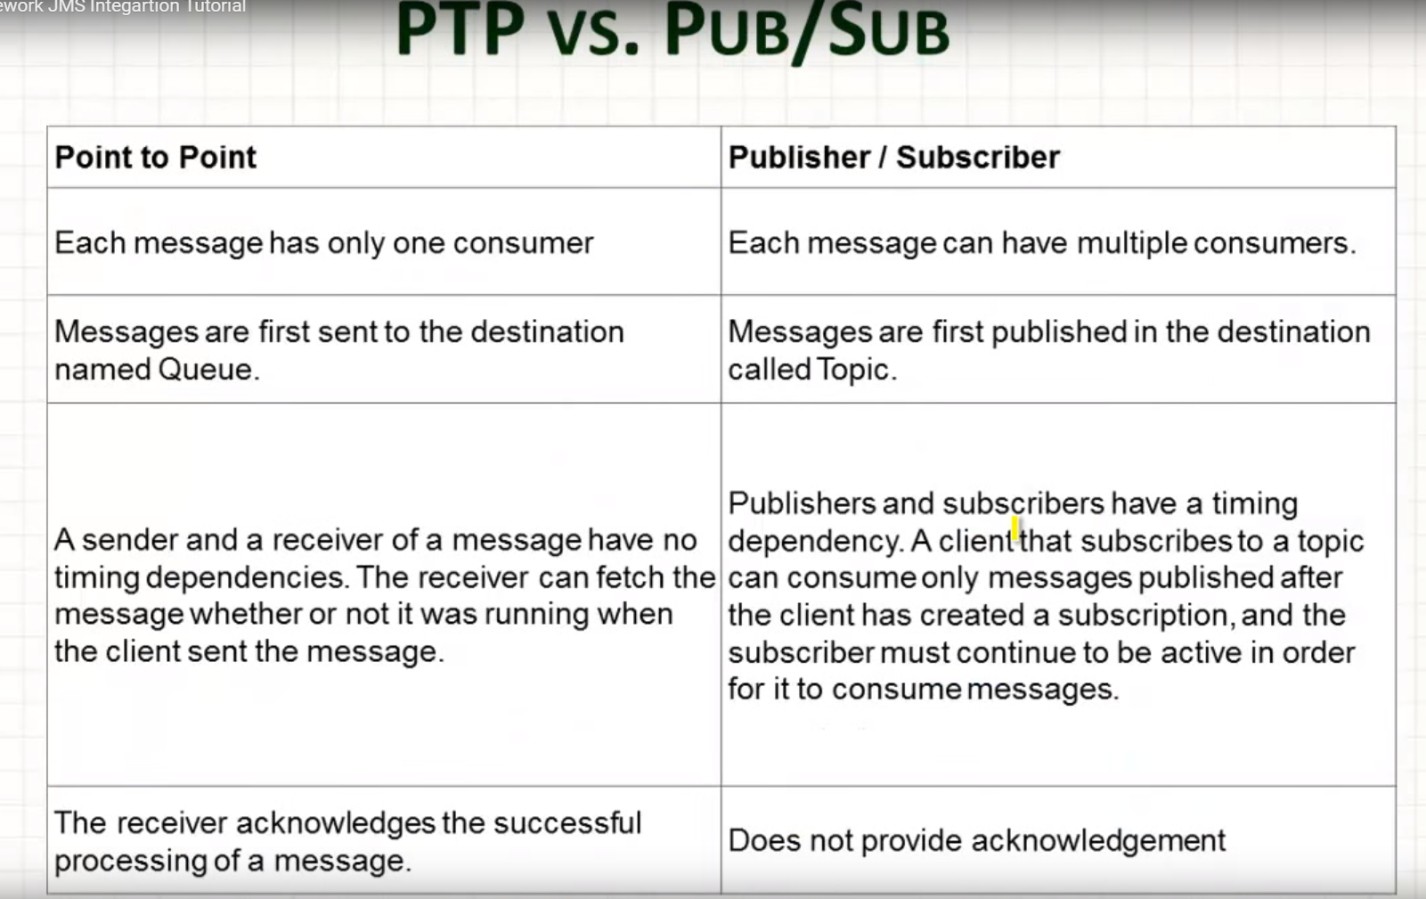 ework JMS Integartion Tutorial
PTP vs. Pub/Sub
Point to Point
Publisher / Subscriber
Each message has only one consumer
Each message can have multiple consumers.
Messages are first sent to the destination
named Queue.
Messages are first published in the destination
called Topic.
A sender and a receiver of a message have no
timing dependencies. The receiver can fetch the
message whether or not it was running when
the client sent the message.
Publishers and subscribers have a timing
dependency. A client that subscribes to a topic
can consume only messages published after
the client has created a subscription, and the
subscriber must continue to be active in order
for it to consume messages.
The receiver acknowledges the successful
processing of a message.
Does not provide acknowledgement